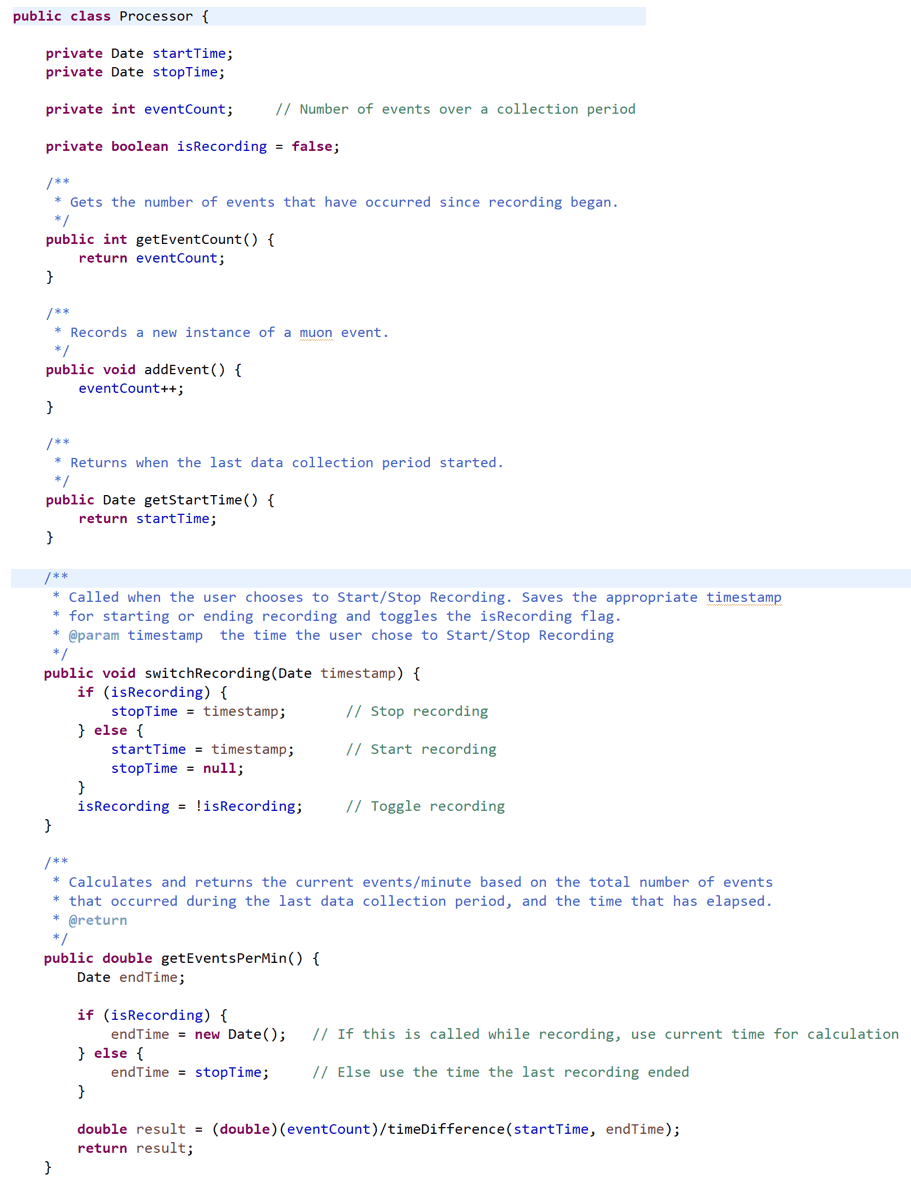 public class Processor {
private Date startTime;
private Date stopTime;
private int eventCount;     // Number of events over a collection period
private boolean isRecording = false;
/**
* Gets the number of events that have occurred since recording began.
*/
public int getEventCount() {
return eventCount;
}
/**
* Records a new instance of a muon event.
*/
public void addEvent() {
eventCount++;
}
/**
* Returns when the last data collection period started.
*/
public Date getStartTime() {
return startTime;
}
/**
* Called when the user chooses to Start/Stop Recording. Saves the appropriate timestamp
* for starting or ending recording and toggles the isRecording flag.
* @param timestamp  the time the user chose to Start/Stop Recording
*/
public void switchRecording(Date timestamp) {
if (isRecording) {
stopTime = timestamp;       // Stop recording
} else {
startTime = timestamp;      // Start recording
stopTime = null;
}
isRecording = !isRecording;     // Toggle recording
}
/**
* Calculates and returns the current events/minute based on the total number of events
* that occurred during the last data collection period, and the time that has elapsed.
* @return
*/
public double getEventsPerMin() {
Date endTime;
if (isRecording) {
endTime = new Date();   // If this is called while recording, use current time for calculation
} else {
endTime = stopTime;     // Else use the time the last recording ended
}
double result = (double)(eventCount)/timeDifference(startTime, endTime);
return result;
}